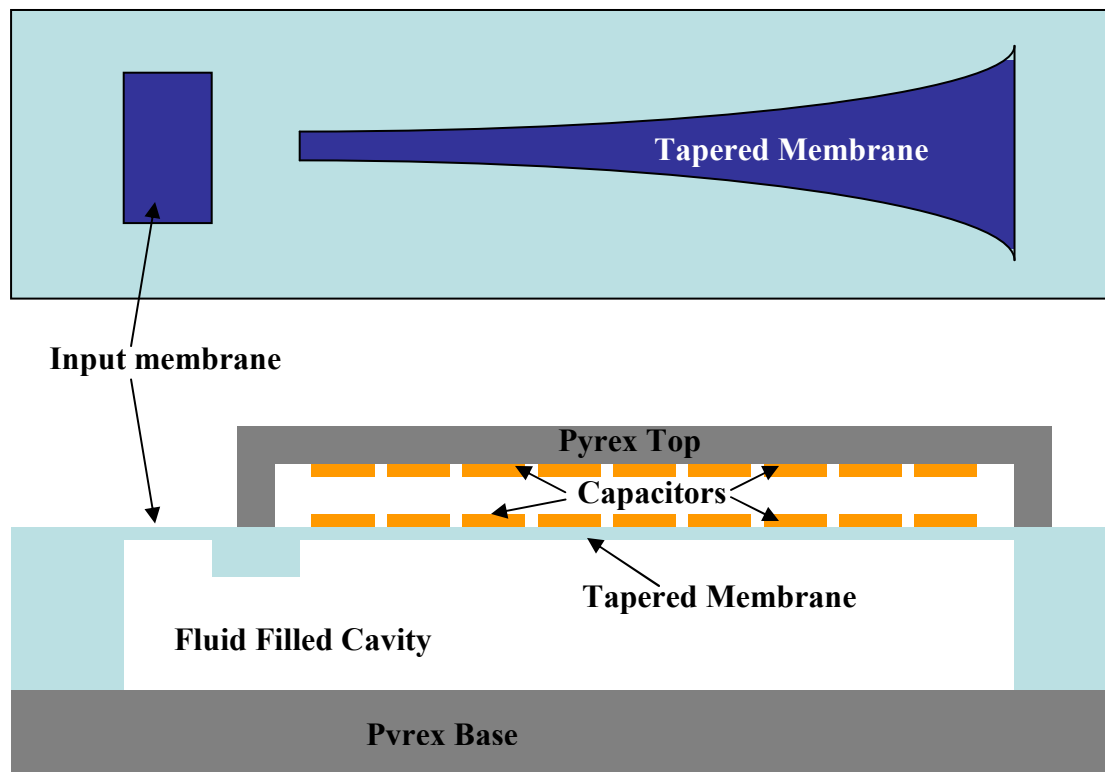 Tapered Membrane
Input membrane
Pyrex Top
Capacitors
Tapered Membrane
Fluid Filled Cavity
Pvrex Base